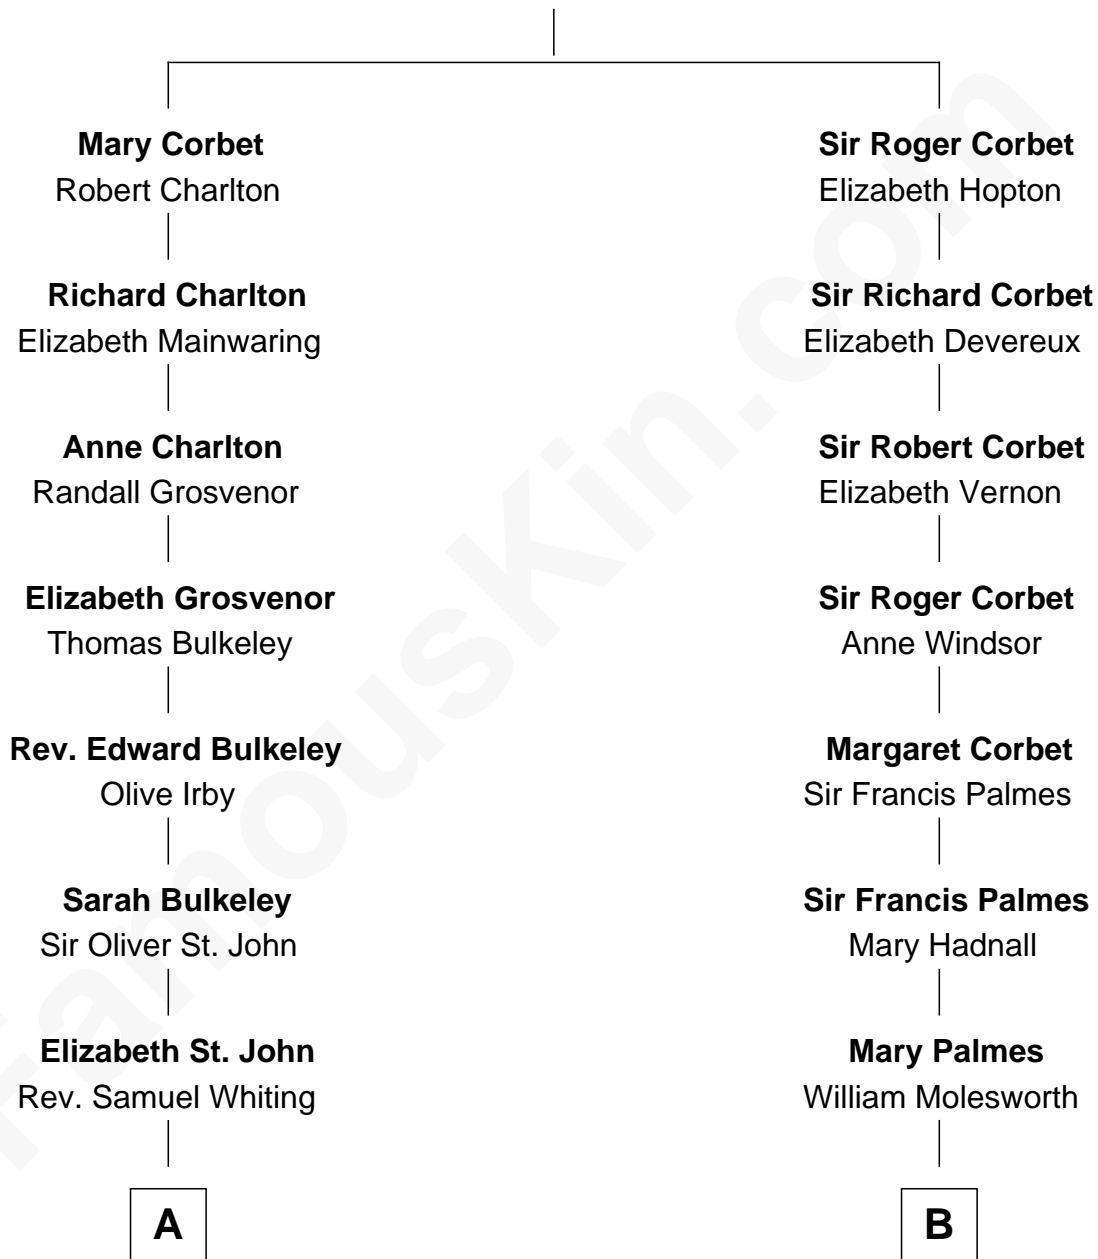 Mary Corbet
Robert Charlton
Richard Charlton
Elizabeth Mainwaring
Anne Charlton
Randall Grosvenor
Elizabeth Grosvenor
Thomas Bulkeley
Rev. Edward Bulkeley
Olive Irby
Sarah Bulkeley
Sir Oliver St. John
Elizabeth St. John
Rev. Samuel Whiting
A
Sir Roger Corbet
Elizabeth Hopton
Sir Richard Corbet
Elizabeth Devereux
Sir Robert Corbet
Elizabeth Vernon
Sir Roger Corbet
Anne Windsor
Margaret Corbet
Sir Francis Palmes
Sir Francis Palmes
Mary Hadnall
Mary Palmes
William Molesworth
B
FamousKin.com